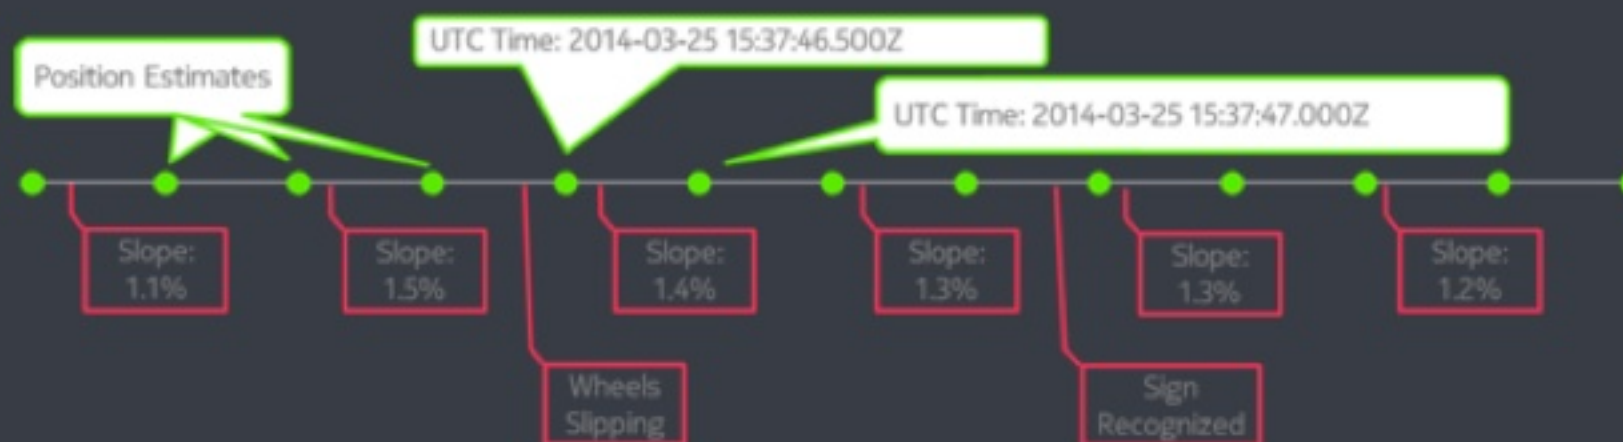 UTC Time: 2014-03-25 15:37:46.500Z
Position Estimates
UTC Time: 2014-03-25 15:37:47.000Z
Slope:
1.1%
Slope:
1.5%
Slope:
1.4%
Slope:
1.3%
Slope:
1.3%
Slope:
1.2%
Wheels
Slipping
Sign
Recognized